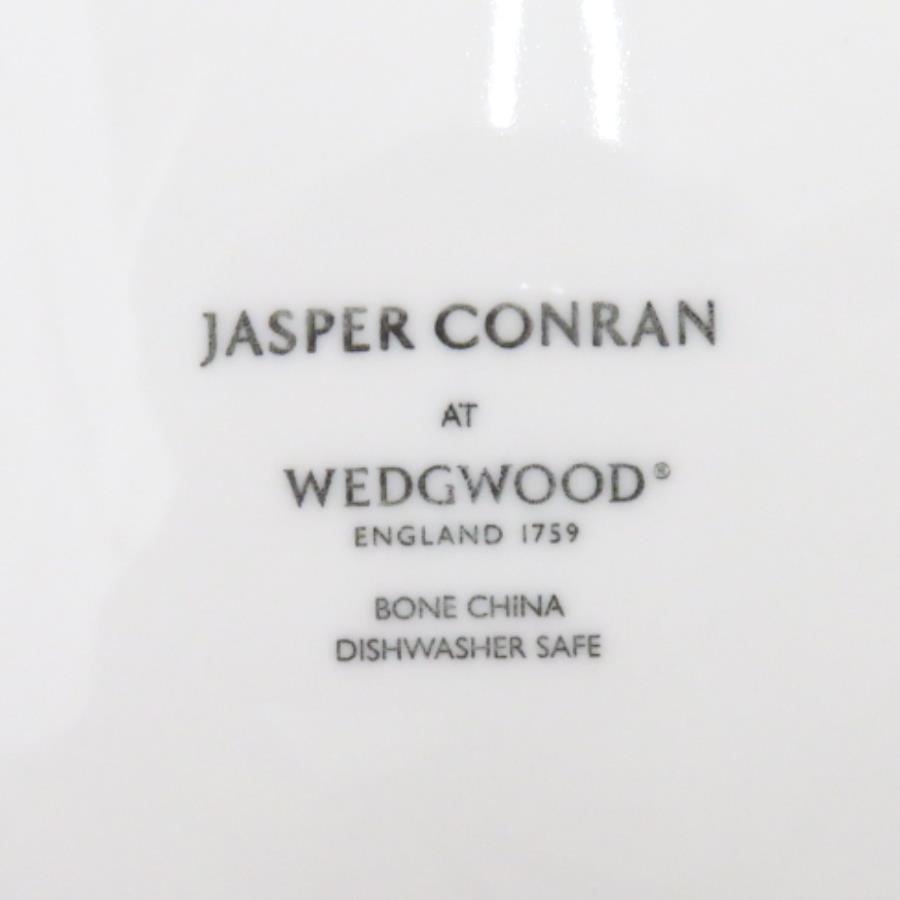 JASPER CONRAN
AT
WEDGWOOD®
ENGLAND 1759
BONE CHINA
DISHWASHER SAFE